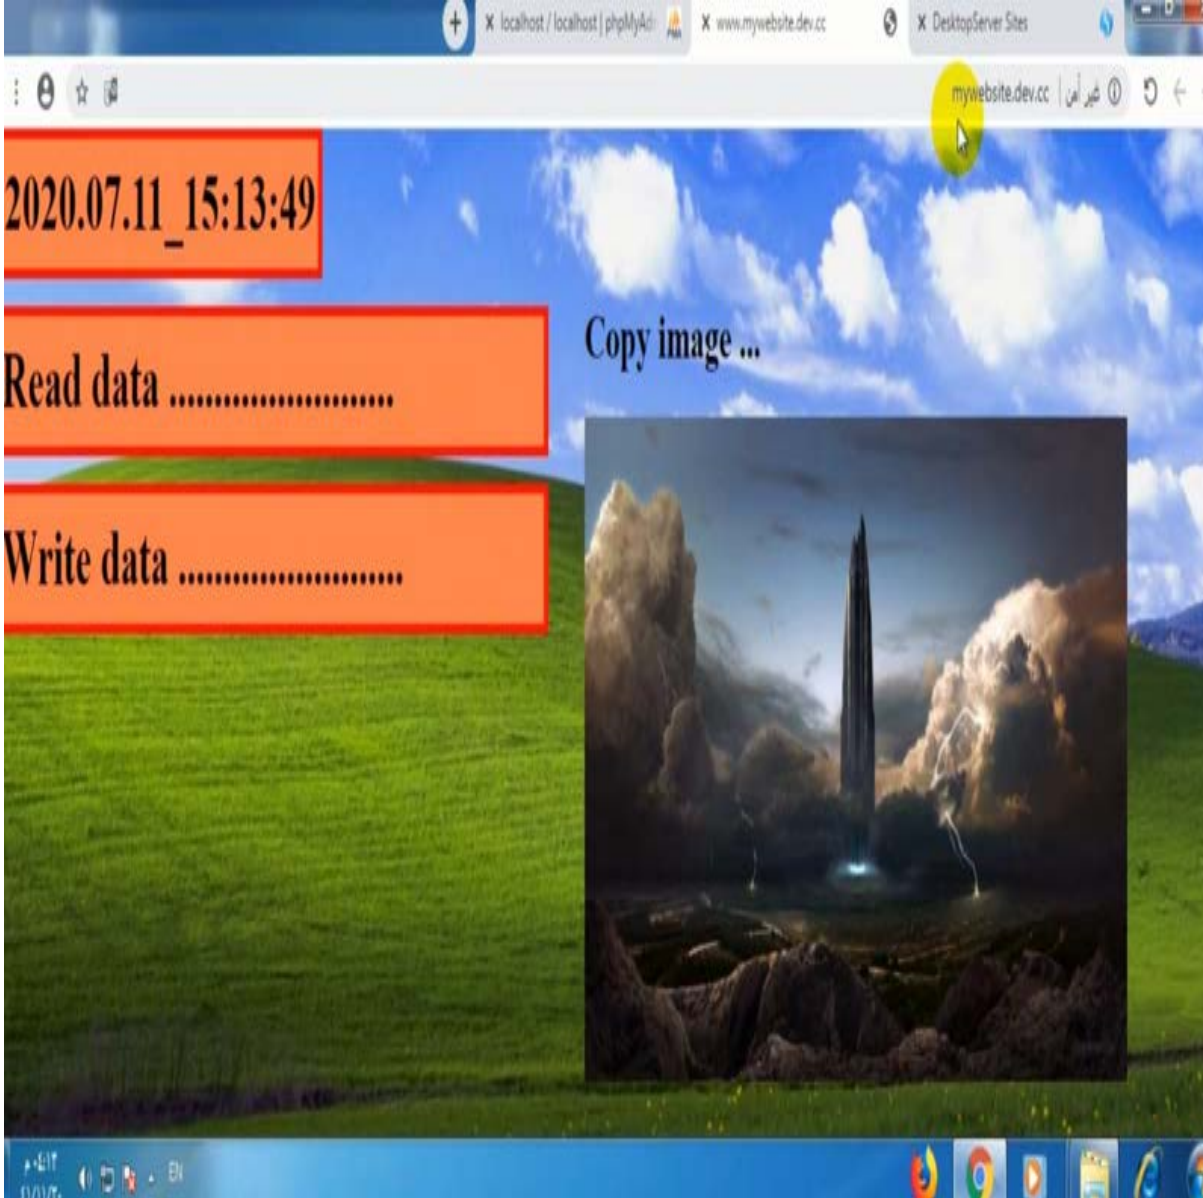 localhost / localhost | phpMyAd
www.mywebsite.dev.cc
DesktopServer Sites
غير آمن | mywebsite.dev.cc
2020.07.11_15:13:49
Read data .........................
Copy image ...
Write data .........................
EN